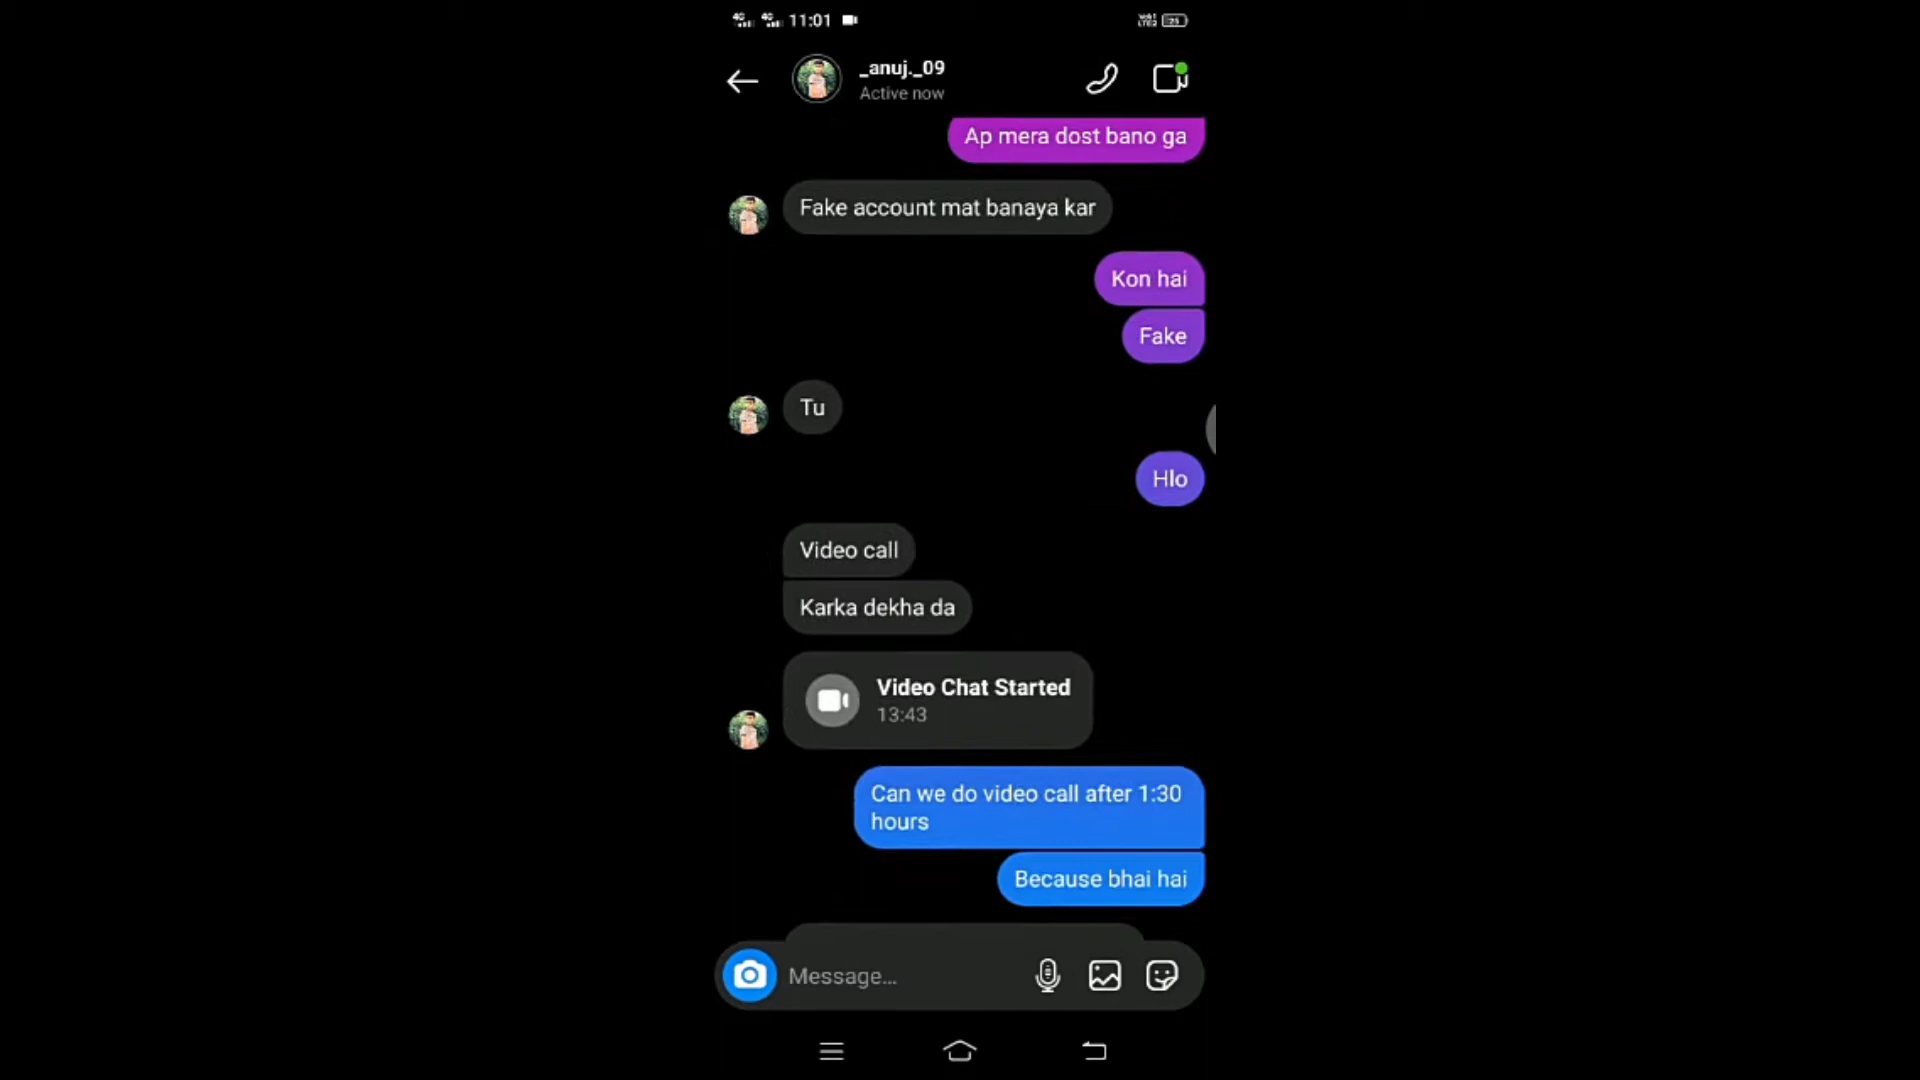 11:01
_anuj._09
Active now
Ap mera dost bano ga
Fake account mat banaya kar
Kon hai
Fake
Tu
Hlo
Video call
Karka dekha da
Video Chat Started
13:43
Can we do video call after 1:30
hours
Because bhai hai
Message...